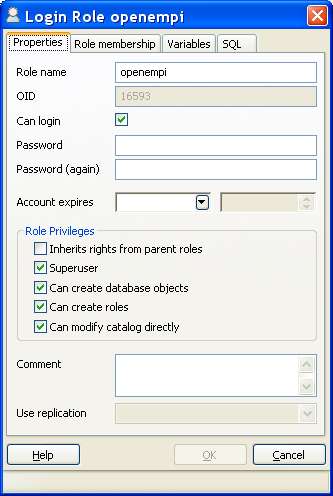 Login Role openempi
Properties Role membership Variables SQL
Role name openempi
OID 16593
Can login
Password
Password (again)
Account expires
Role Privileges
Inherits rights from parent roles
Superuser
Can create database objects
Can create roles
Can modify catalog directly
Comment
Use replication
Help OK Cancel